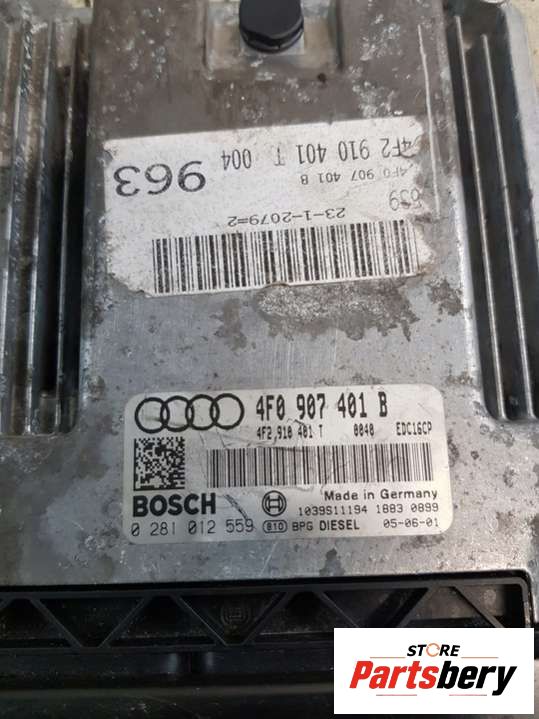 4F2 910 401 T 004
4F0 907 401 B
963
639
23-1-2079=2
4F0 907 401 B
4F2 910 401 T 0040 EDC16CP
BOSCH
Made in Germany
1039S11194 1883 0899
0 281 012 559 810 BPG DIESEL 05-06-01
STORE
Partsbery